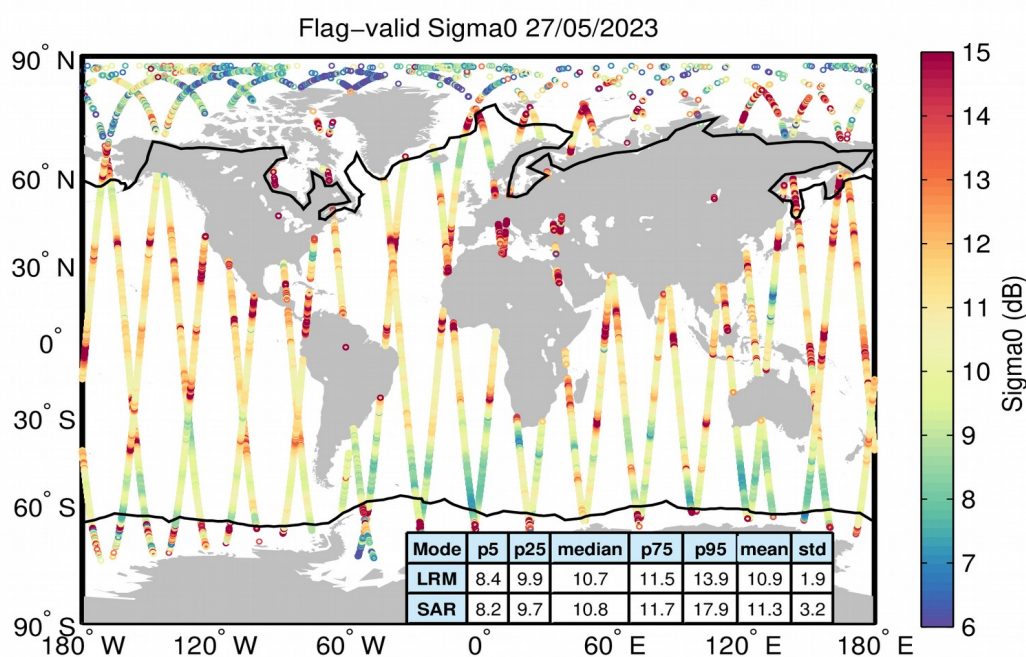 Flag−valid Sigma0 27/05/2023
90° N
60° N
30° N
0°
30° S
60° S
90° S
180° W
120° W
60° W
0°
60° E
120° E
180° E
Mode p5 p25 median p75 p95 mean std
LRM 8.4 9.9 10.7 11.5 13.9 10.9 1.9
SAR 8.2 9.7 10.8 11.7 17.9 11.3 3.2
15
14
13
12
11
10
9
8
7
6
Sigma0 (dB)